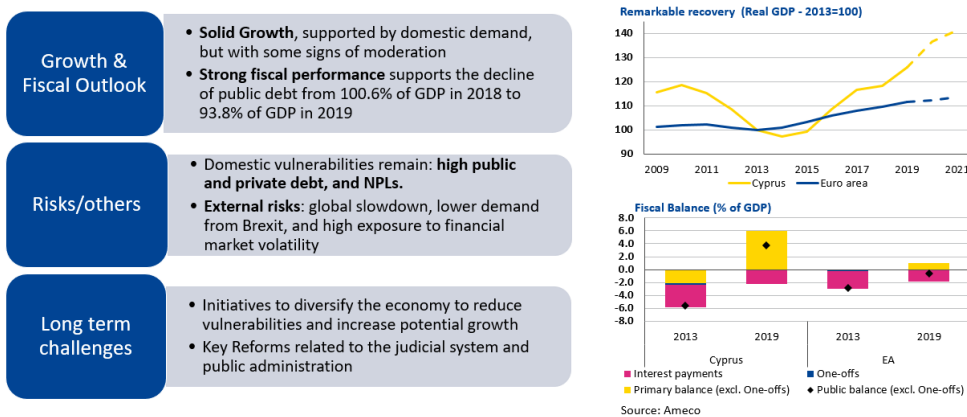 Growth &
Fiscal Outlook
• Solid Growth, supported by domestic demand,
but with some signs of moderation
• Strong fiscal performance supports the decline
of public debt from 100.6% of GDP in 2018 to
93.8% of GDP in 2019
Risks/others
• Domestic vulnerabilities remain: high public
and private debt, and NPLs.
• External risks: global slowdown, lower demand
from Brexit, and high exposure to financial
market volatility
Long term
challenges
• Initiatives to diversify the economy to reduce
vulnerabilities and increase potential growth
• Key Reforms related to the judicial system and
public administration
Remarkable recovery (Real GDP - 2013=100)
140
130
120
110
100
90
2009 2011 2013 2015 2017 2019 2021
Cyprus Euro area
Fiscal Balance (% of GDP)
8.0
6.0
4.0
2.0
0.0
-2.0
-4.0
-6.0
-8.0
2013 2019 2013 2019
Cyprus EA
Interest payments One-offs
Primary balance (excl. One-offs) Public balance (excl. One-offs)
Source: Ameco